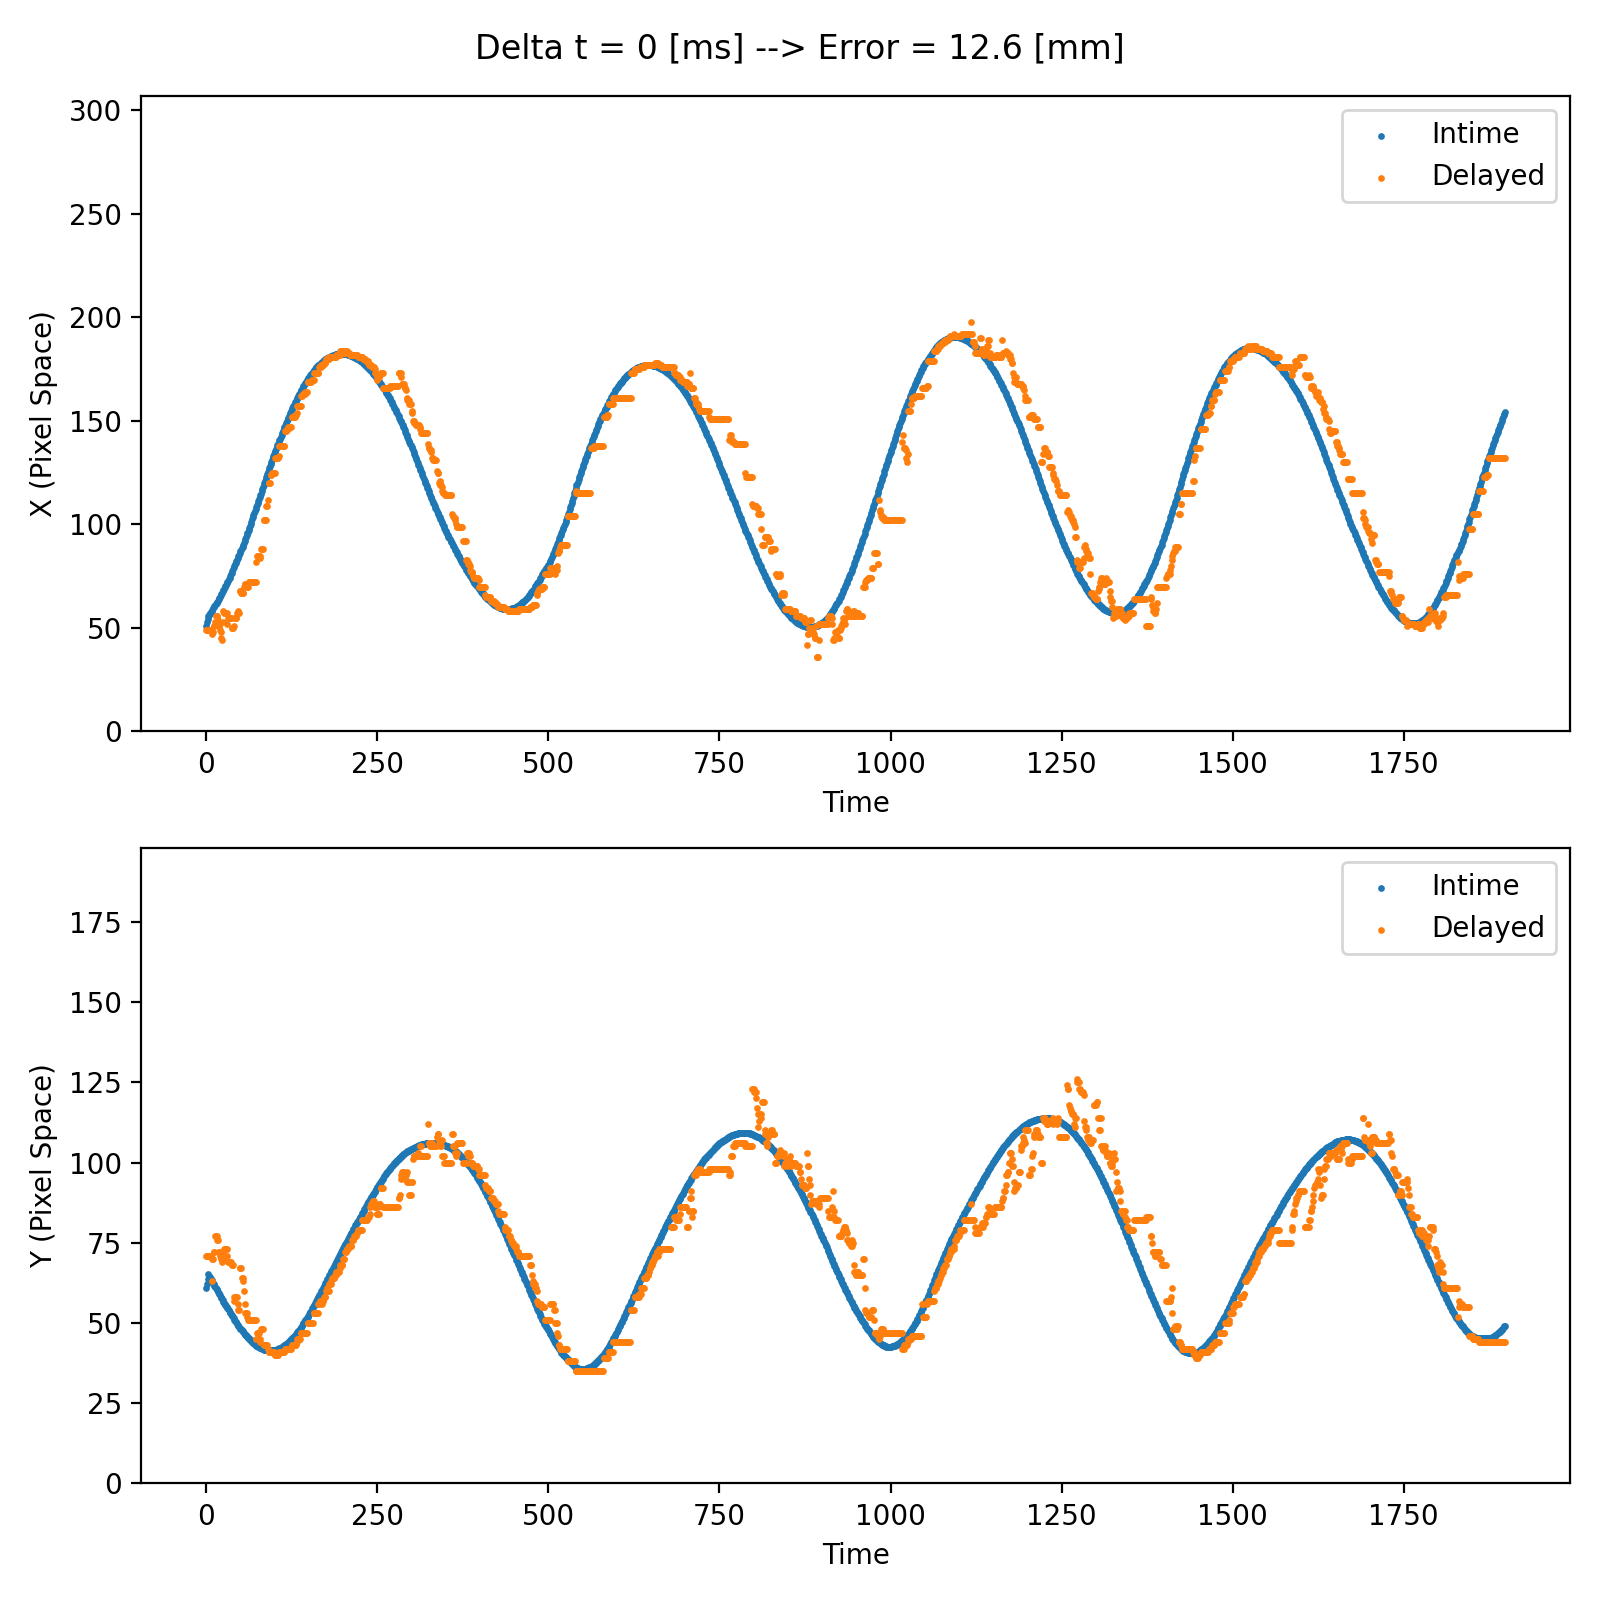 Delta t = 0 [ms] --> Error = 12.6 [mm]
300
250
200
150
100
50
0
X (Pixel Space)
Intime
Delayed
0 250 500 750 1000 1250 1500 1750
Time
175
150
125
100
75
50
25
0
Y (Pixel Space)
Intime
Delayed
0 250 500 750 1000 1250 1500 1750
Time